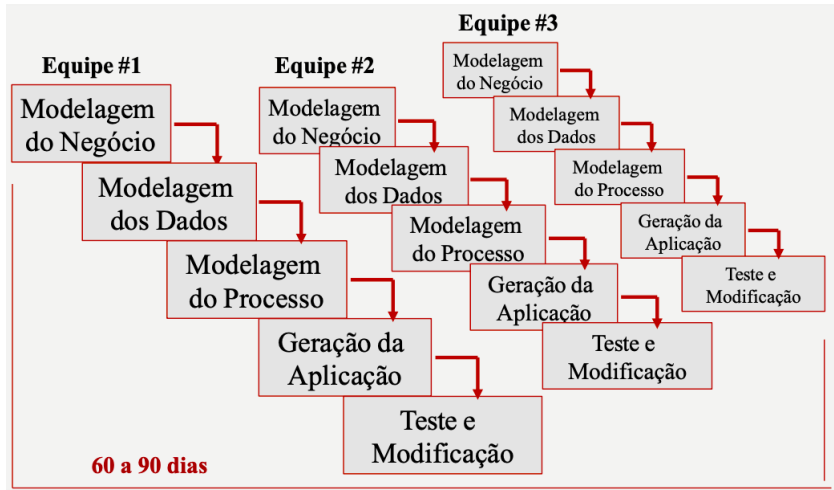 Equipe #1
Modelagem
do Negócio
Modelagem
dos Dados
Modelagem
do Processo
Geração da
Aplicação
Teste e
Modificação
Equipe #2
Modelagem
do Negócio
Modelagem
dos Dados
Modelagem
do Processo
Geração da
Aplicação
Teste e
Modificação
Equipe #3
Modelagem
do Negócio
Modelagem
dos Dados
Modelagem
do Processo
Geração da
Aplicação
Teste e
Modificação
60 a 90 dias